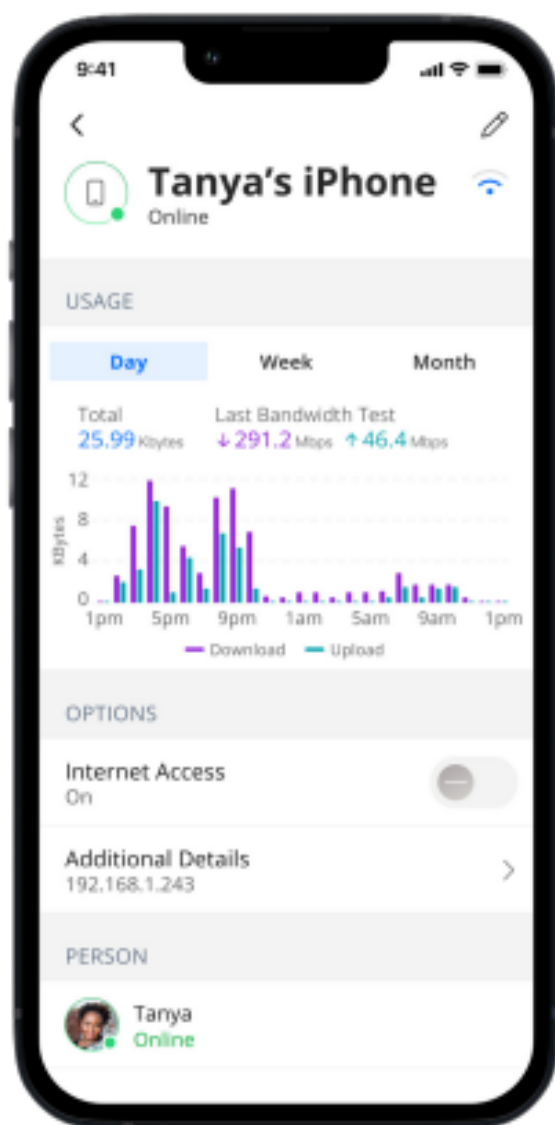 9:41
Tanya's iPhone
Online
USAGE
Day Week Month
Total Last Bandwidth Test
25.99 Kbytes ↓291.2 Mbps ↑46.4 Mbps
12
8
4
0
KBytes
1pm 5pm 9pm 1am 5am 9am 1pm
Download Upload
OPTIONS
Internet Access
On
Additional Details
192.168.1.243
PERSON
Tanya
Online